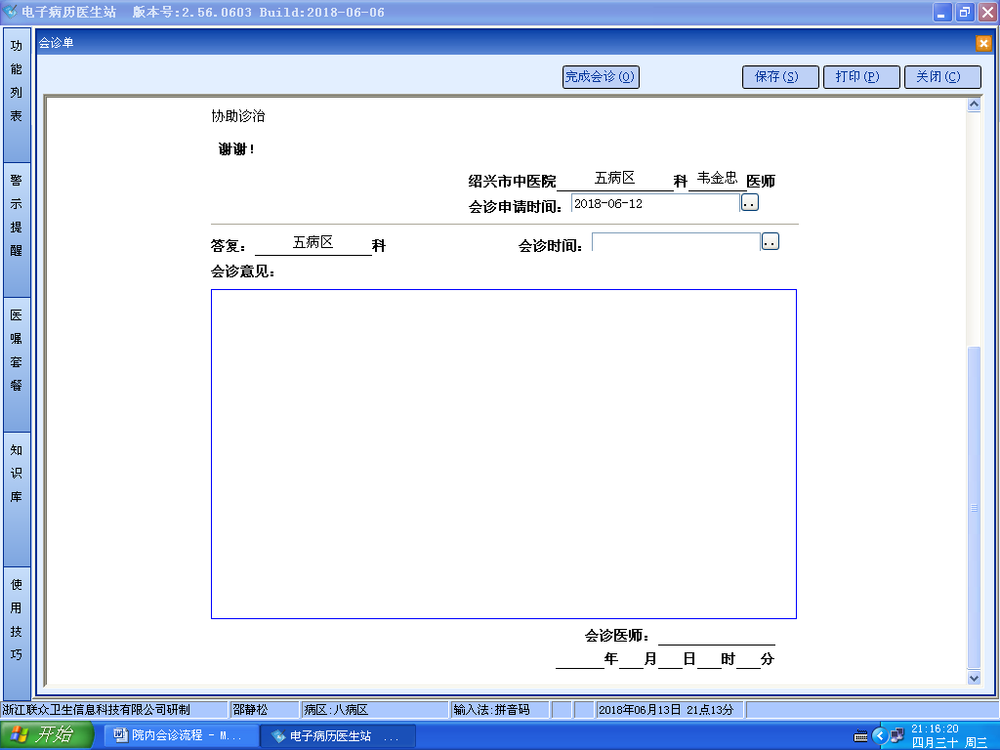 电子病历医生站 版本号:2.56.0603 Build:2018-06-06
会诊单
功能列表
警示提醒
医嘱套餐
知识库
使用技巧
完成会诊(O) 保存(S) 打印(P) 关闭(C)
协助诊治
谢谢！
绍兴市中医院 五病区 科 韦金忠 医师
会诊申请时间： 2018-06-12 ..
答复： 五病区 科 会诊时间： ..
会诊意见：
会诊医师：
年 月 日 时 分
浙江联众卫生信息科技有限公司研制 邵静松 病区:八病区 输入法:拼音码 2018年06月13日 21点13分
开始 院内会诊流程 - M... 电子病历医生站 ... 21:16:20
四月三十 周三